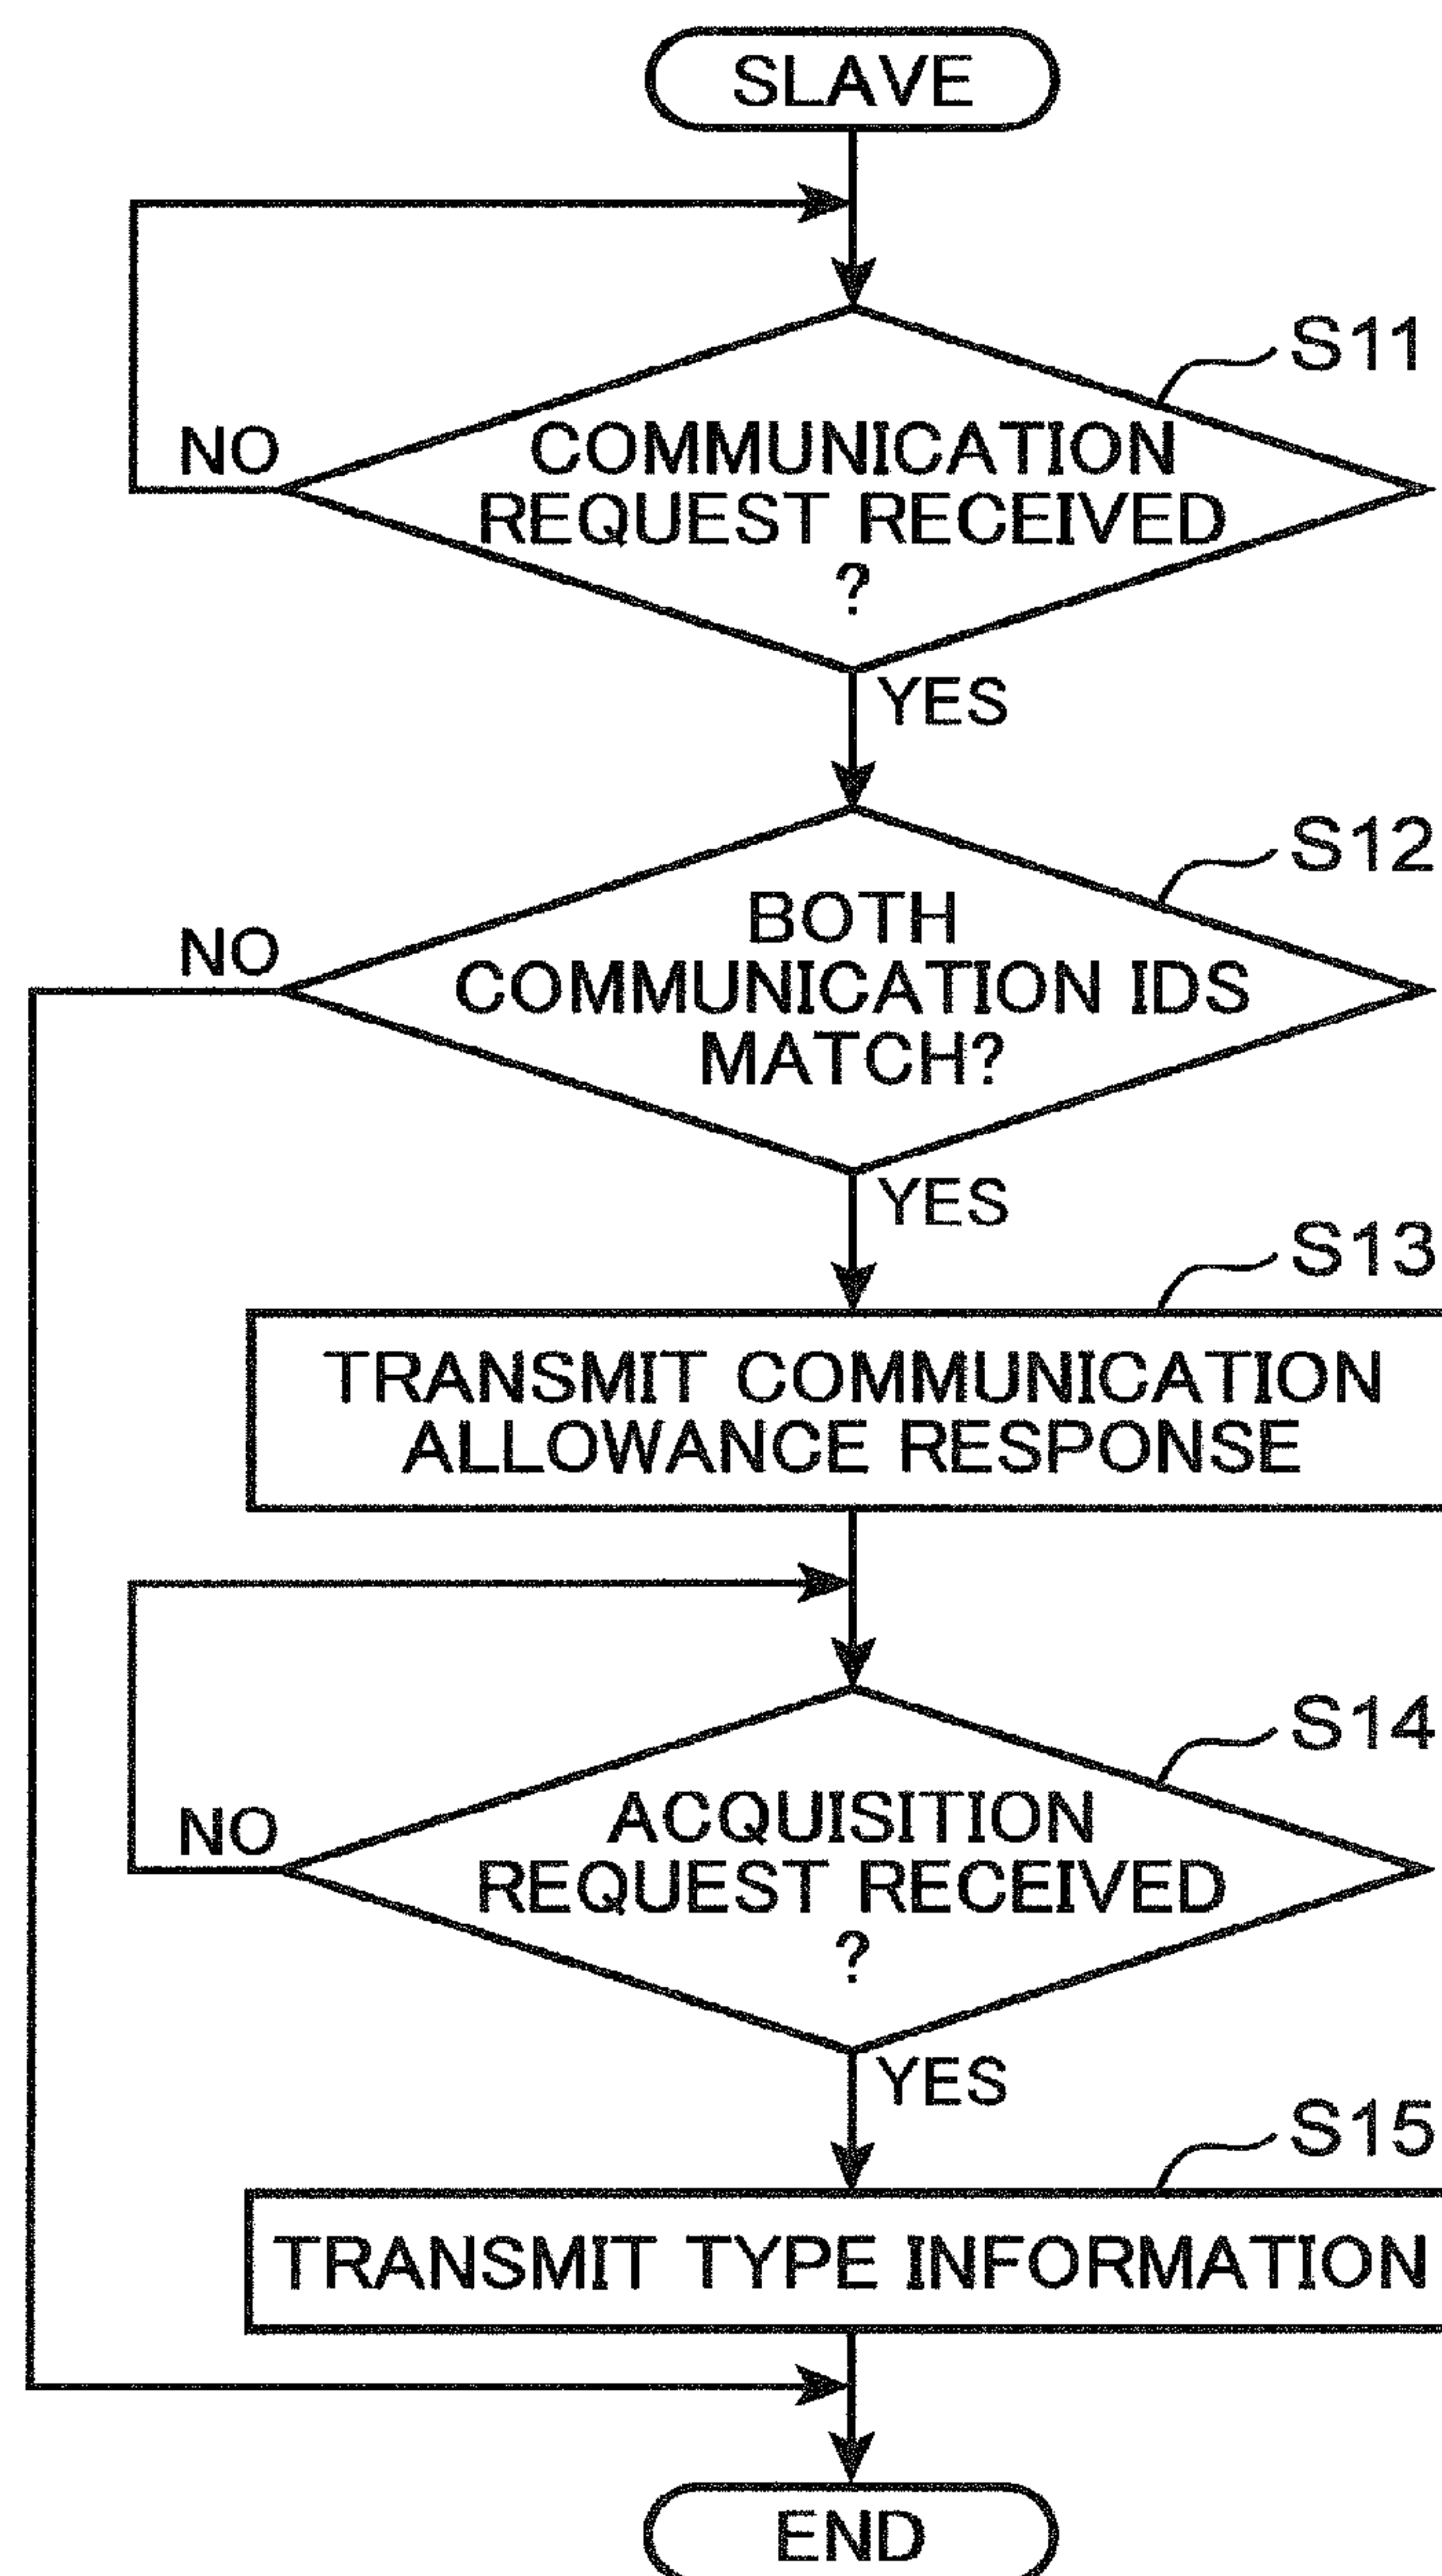 SLAVE
S11
NO
COMMUNICATION
REQUEST RECEIVED
?
YES
S12
NO
BOTH
COMMUNICATION IDS
MATCH?
YES
S13
TRANSMIT COMMUNICATION
ALLOWANCE RESPONSE
S14
NO
ACQUISITION
REQUEST RECEIVED
?
YES
S15
TRANSMIT TYPE INFORMATION
END